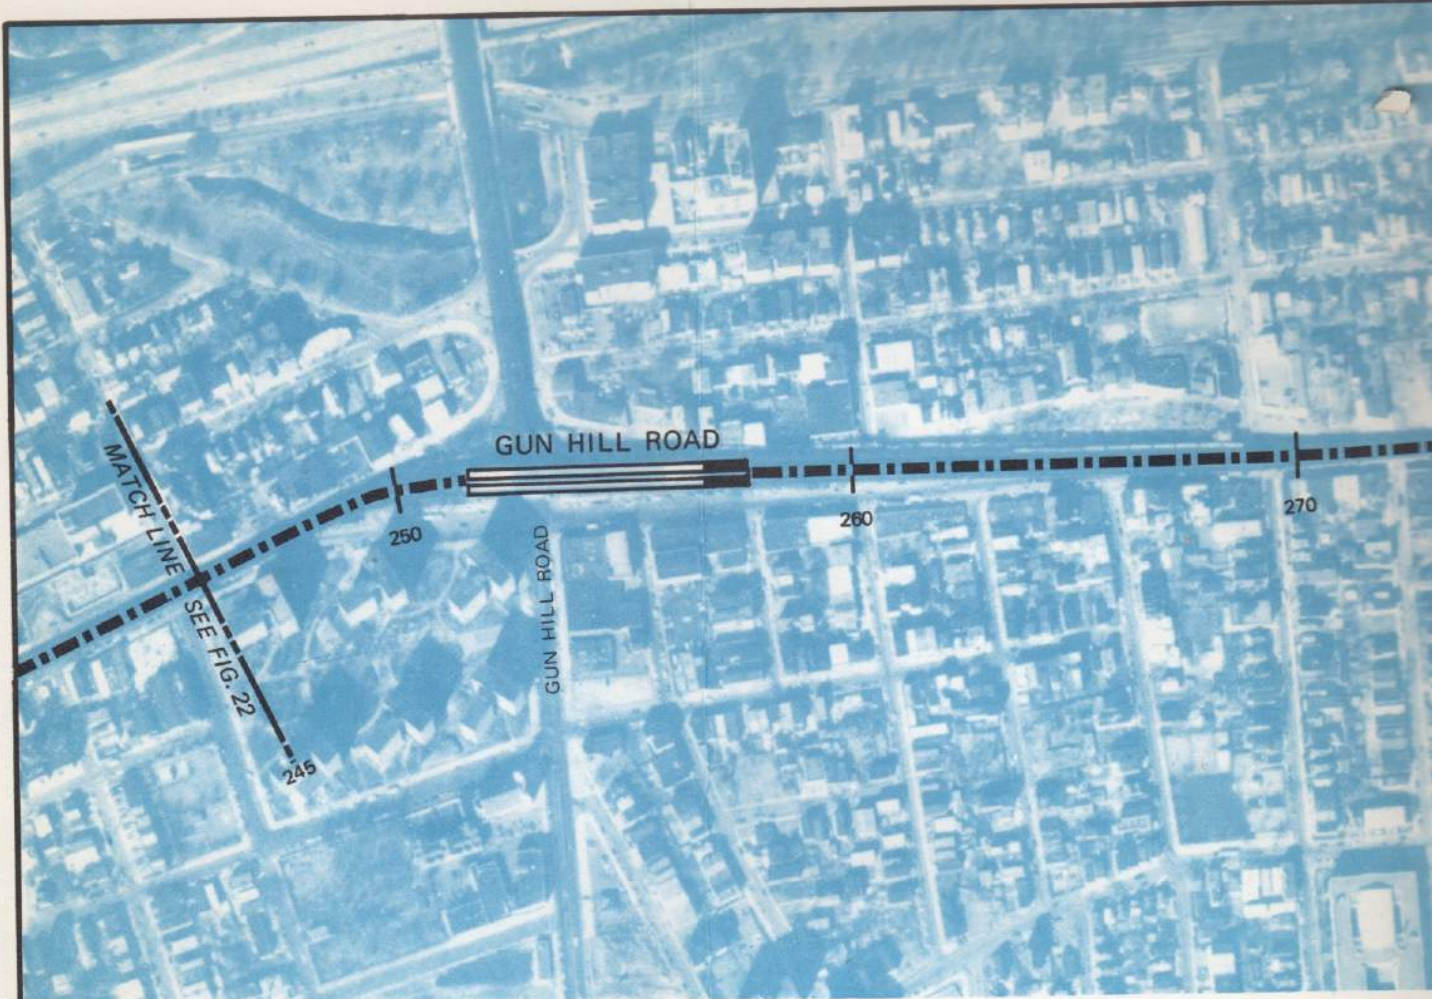 GUN HILL ROAD
MATCH LINE
SEE FIG. 22
245
250
260
270
GUN HILL ROAD